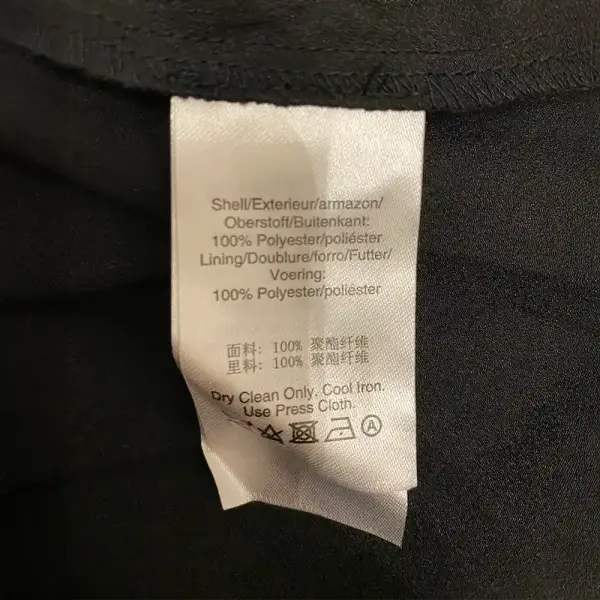 Shell/Exterieur/armazon/
Oberstoff/Buitenkant:
100% Polyester/poliéster
Lining/Doublure/forro/Futter/
Voering:
100% Polyester/poliéster
面料: 100% 聚酯纤维
里料: 100% 聚酯纤维
Dry Clean Only. Cool Iron.
Use Press Cloth.
A